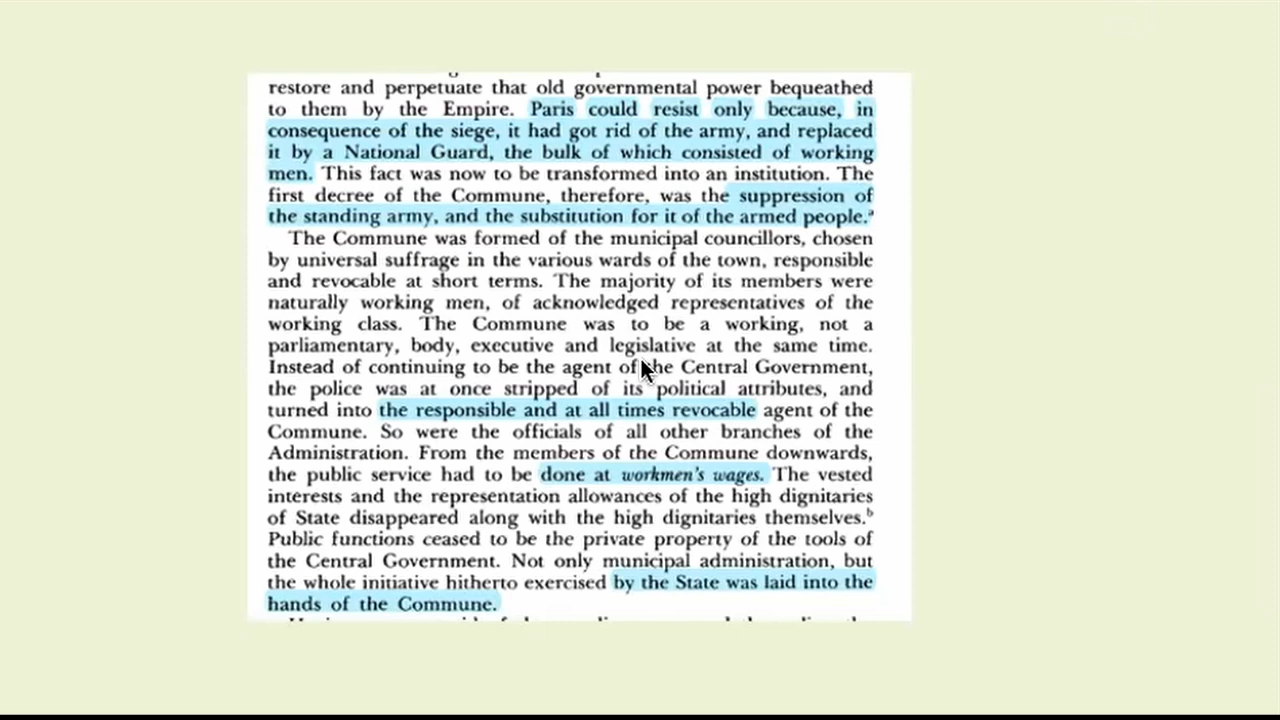 restore and perpetuate that old governmental power bequeathed
to them by the Empire. Paris could resist only because, in
consequence of the siege, it had got rid of the army, and replaced
it by a National Guard, the bulk of which consisted of working
men. This fact was now to be transformed into an institution. The
first decree of the Commune, therefore, was the suppression of
the standing army, and the substitution for it of the armed people.ᵃ
The Commune was formed of the municipal councillors, chosen
by universal suffrage in the various wards of the town, responsible
and revocable at short terms. The majority of its members were
naturally working men, of acknowledged representatives of the
working class. The Commune was to be a working, not a
parliamentary, body, executive and legislative at the same time.
Instead of continuing to be the agent of the Central Government,
the police was at once stripped of its political attributes, and
turned into the responsible and at all times revocable agent of the
Commune. So were the officials of all other branches of the
Administration. From the members of the Commune downwards,
the public service had to be done at workmen's wages. The vested
interests and the representation allowances of the high dignitaries
of State disappeared along with the high dignitaries themselves.ᵇ
Public functions ceased to be the private property of the tools of
the Central Government. Not only municipal administration, but
the whole initiative hitherto exercised by the State was laid into the
hands of the Commune.